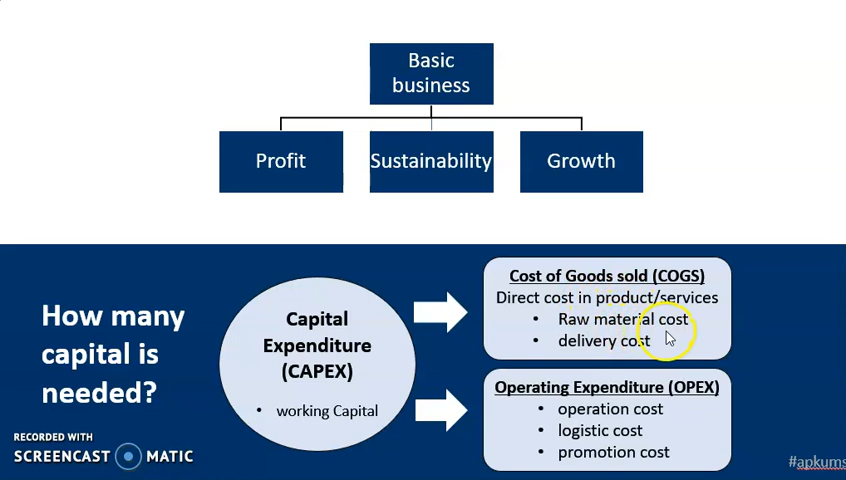 Basic
business
Profit
Sustainability
Growth
How many
capital is
needed?
Capital
Expenditure
(CAPEX)
• working Capital
Cost of Goods sold (COGS)
Direct cost in product/services
• Raw material cost
• delivery cost
Operating Expenditure (OPEX)
• operation cost
• logistic cost
• promotion cost
RECORDED WITH
SCREENCAST MATIC
#apkums